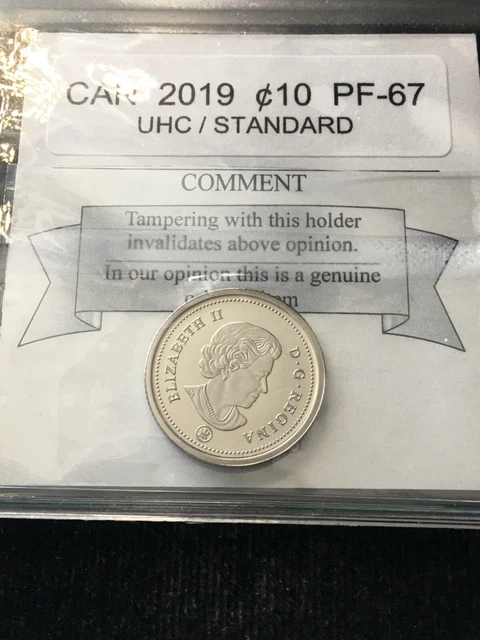 CAN 2019 ¢10 PF-67
UHC / STANDARD
COMMENT
Tampering with this holder
invalidates above opinion.
In our opinion this is a genuine
ELIZABETH II
D·G·REGINA